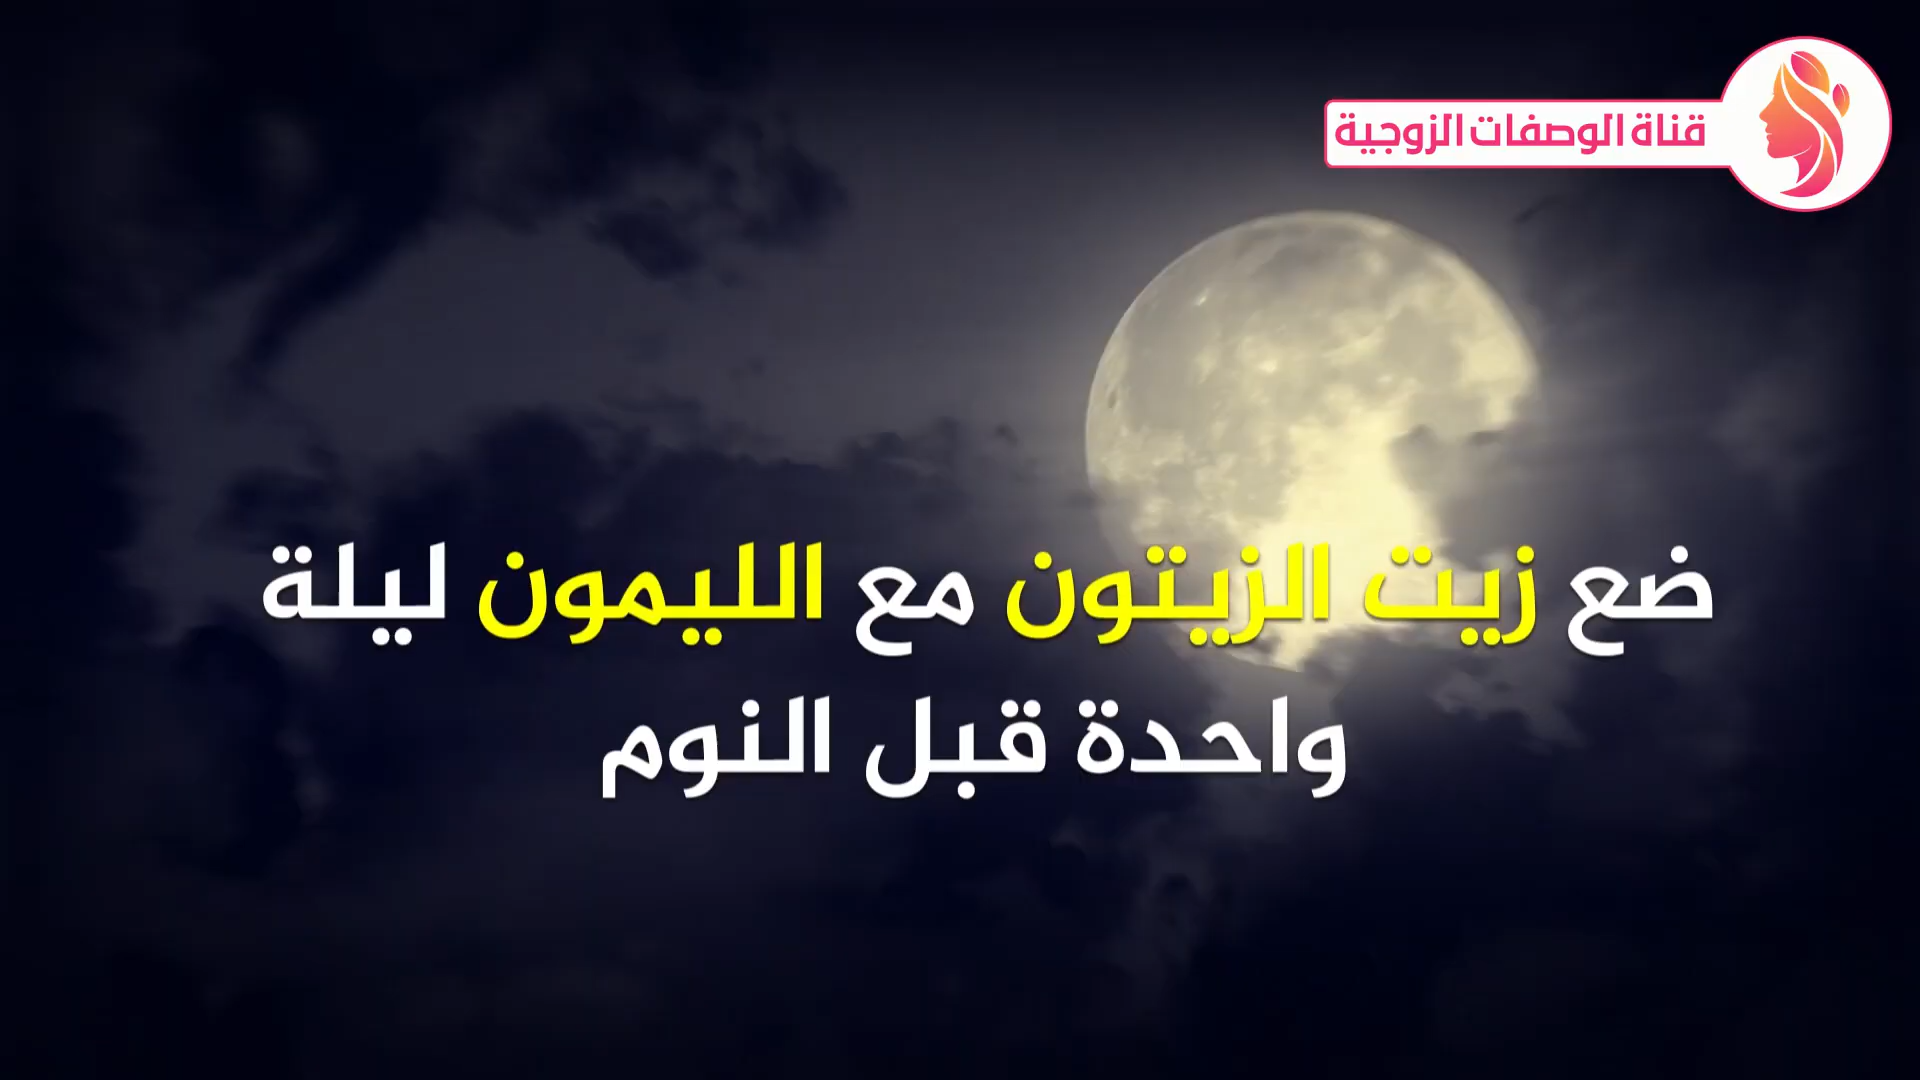 قناة الوصفات الزوجية
ضع زيت الزيتون مع الليمون ليلة
واحدة قبل النوم